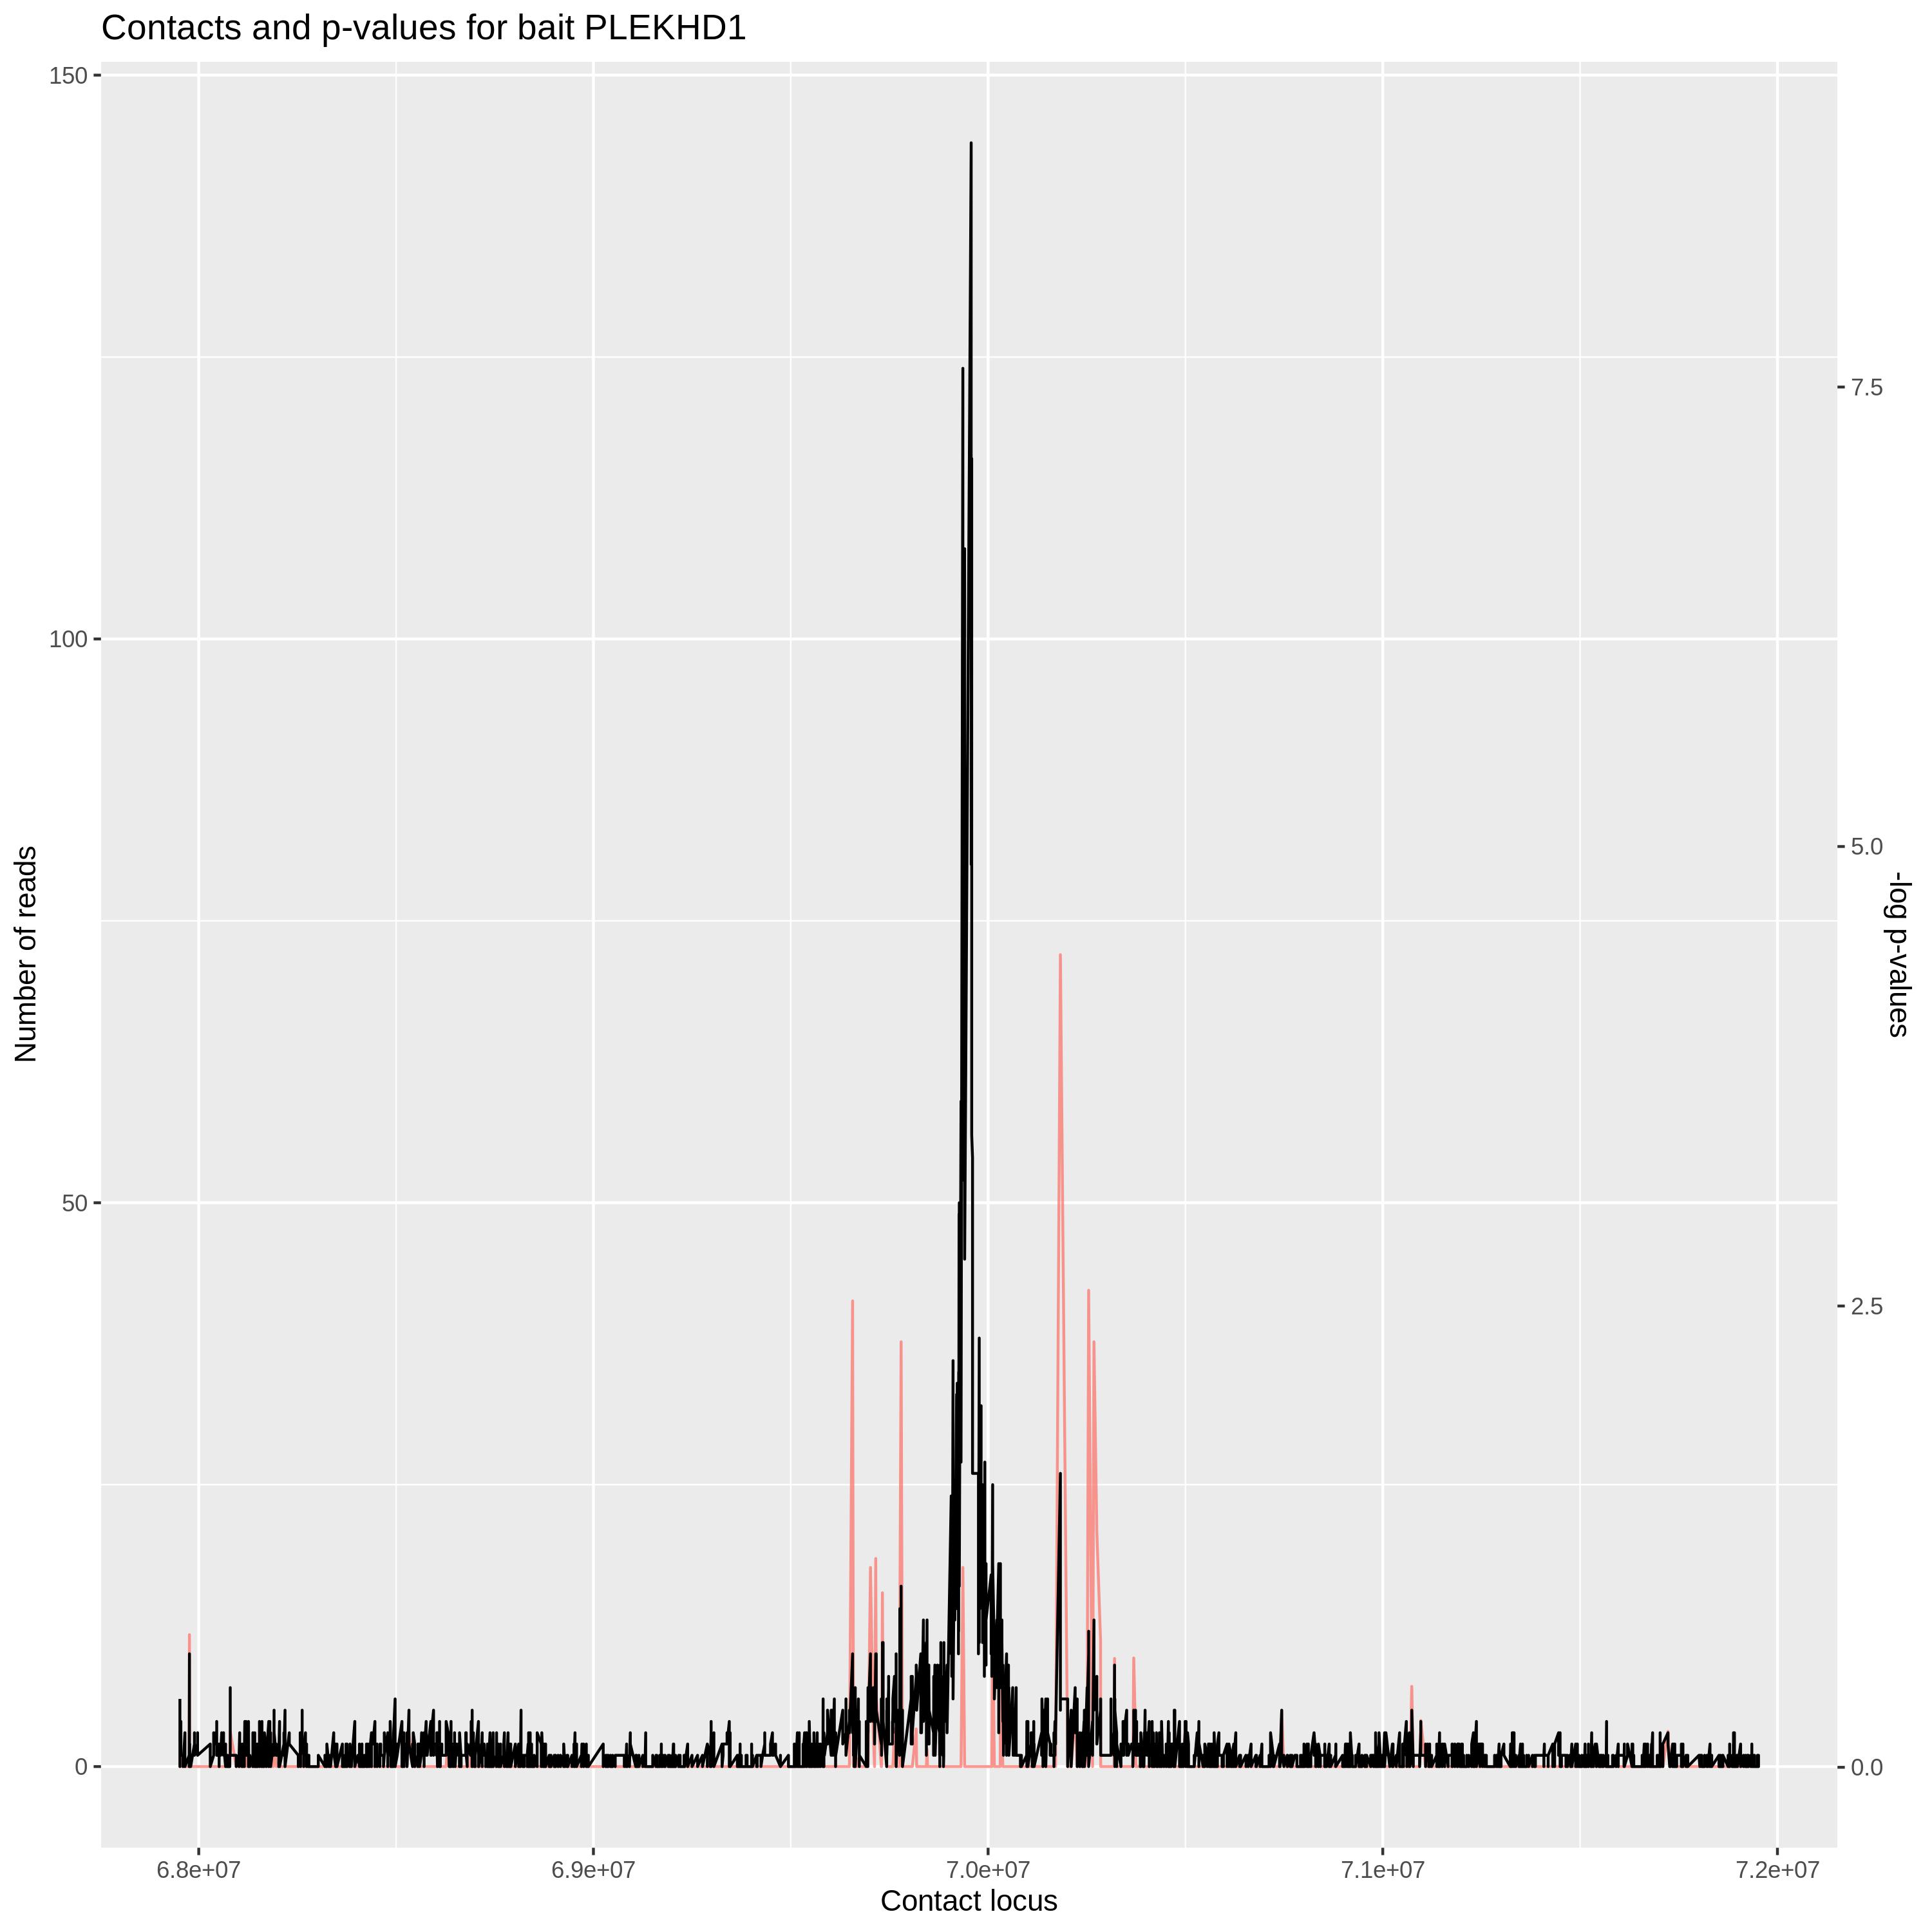 Contacts and p-values for bait PLEKHD1
150
100
50
0
Number of reads
7.5
5.0
2.5
0.0
-log p-values
6.8e+07 6.9e+07 7.0e+07 7.1e+07 7.2e+07
Contact locus